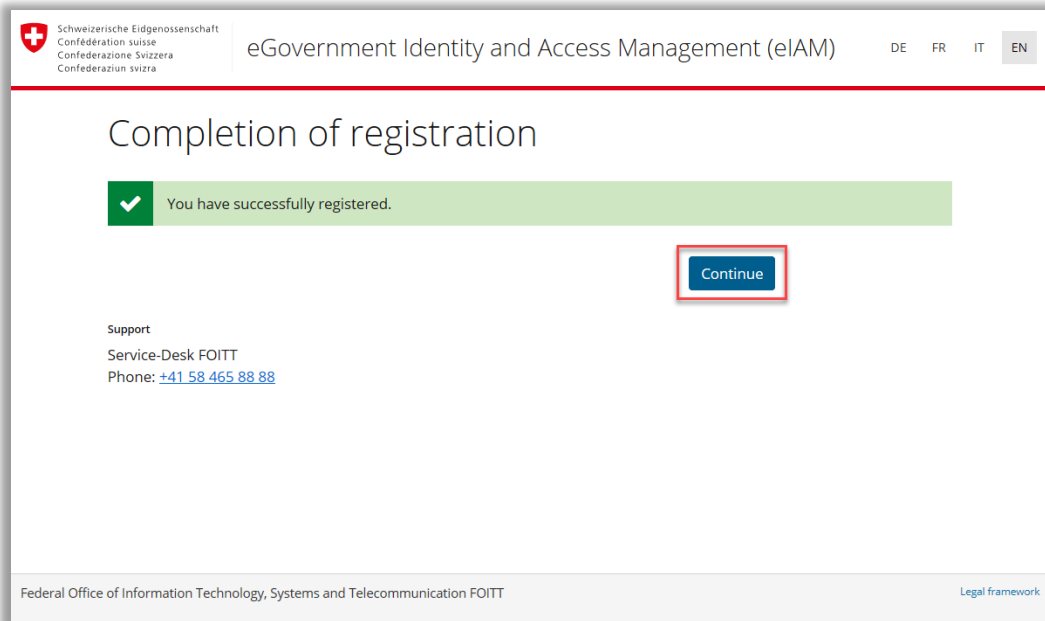 Schweizerische Eidgenossenschaft
Confédération suisse
Confederazione Svizzera
Confederaziun svizra
eGovernment Identity and Access Management (eIAM)
DE FR IT EN
Completion of registration
You have successfully registered.
Continue
Support
Service-Desk FOITT
Phone: +41 58 465 88 88
Federal Office of Information Technology, Systems and Telecommunication FOITT
Legal framework